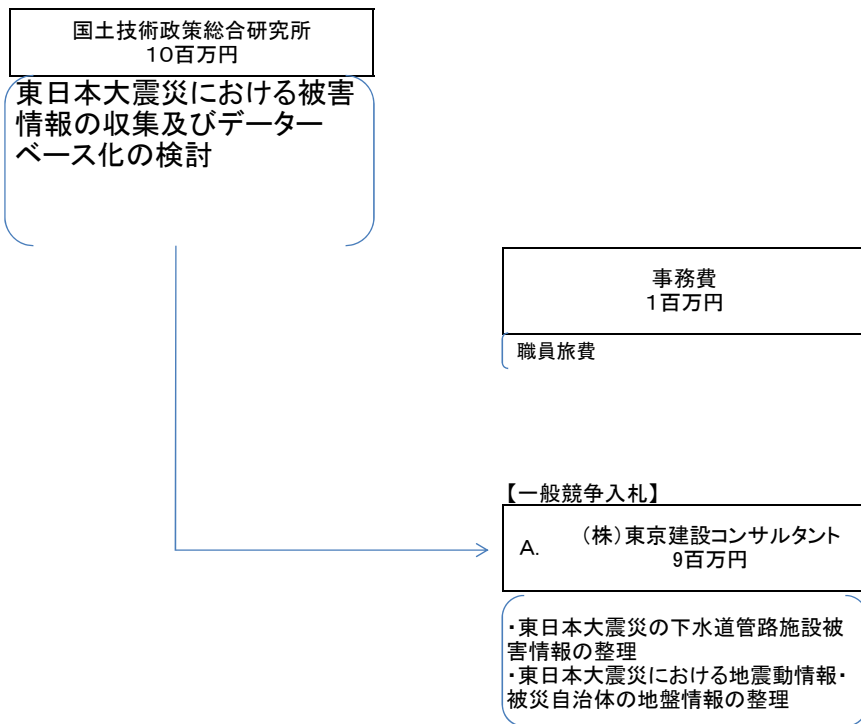 国土技術政策総合研究所
10百万円
東日本大震災における被害
情報の収集及びデーター
ベース化の検討
事務費
1百万円
職員旅費
【一般競争入札】
A. (株)東京建設コンサルタント
9百万円
・東日本大震災の下水道管路施設被
害情報の整理
・東日本大震災における地震動情報・
被災自治体の地盤情報の整理